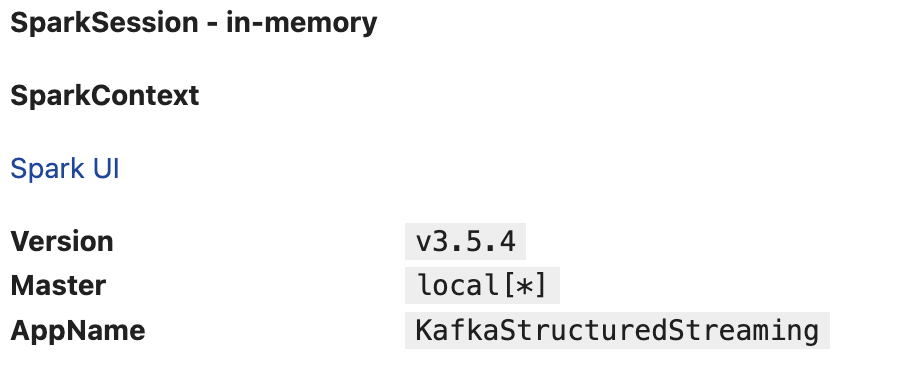 SparkSession - in-memory
SparkContext
Spark UI
Version v3.5.4
Master local[*]
AppName KafkaStructuredStreaming